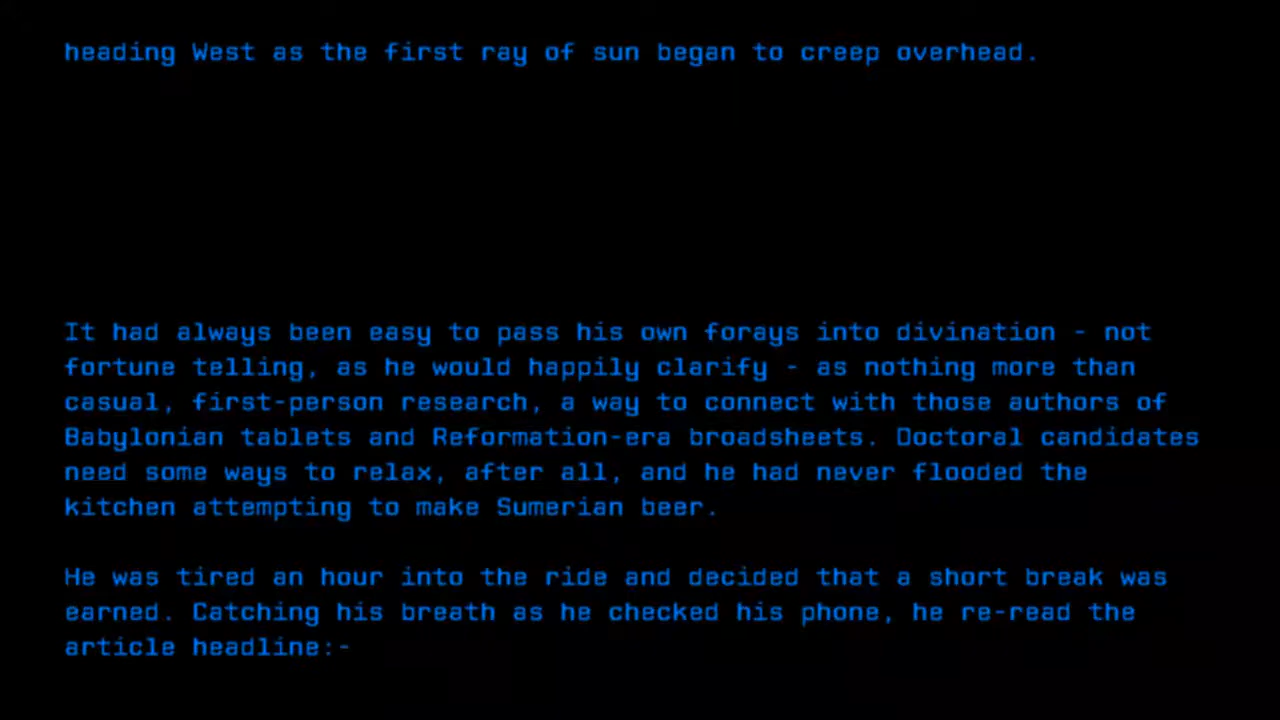 heading West as the first ray of sun began to creep overhead.
It had always been easy to pass his own forays into divination - not
fortune telling, as he would happily clarify - as nothing more than
casual, first-person research, a way to connect with those authors of
Babylonian tablets and Reformation-era broadsheets. Doctoral candidates
need some ways to relax, after all, and he had never flooded the
kitchen attempting to make Sumerian beer.
He was tired an hour into the ride and decided that a short break was
earned. Catching his breath as he checked his phone, he re-read the
article headline:-